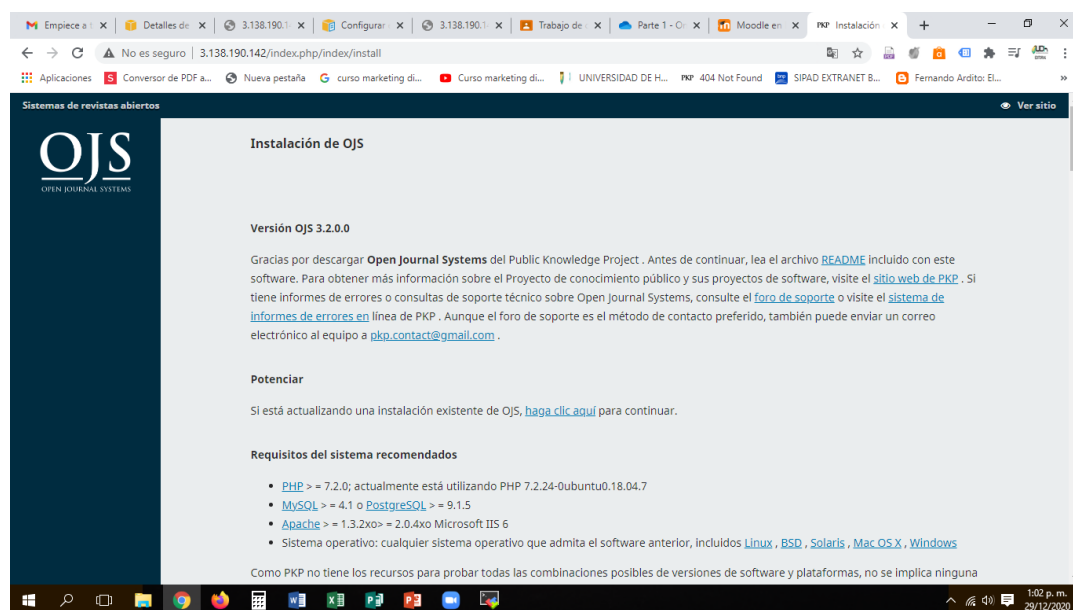 Empiece a t
Detalles de
3.138.190.1
Configurar
3.138.190.1
Trabajo de
Parte 1 - O
Moodle en
PKP Instalación
No es seguro | 3.138.190.142/index.php/index/install
Aplicaciones
S Conversor de PDF a...
Nueva pestaña
G curso marketing di...
Curso marketing di...
UNIVERSIDAD DE H...
PKP 404 Not Found
SIPAD EXTRANET B...
Fernando Ardito: El...
»
Sistemas de revistas abiertos
Ver sitio
OJS
OPEN JOURNAL SYSTEMS
Instalación de OJS
Versión OJS 3.2.0.0
Gracias por descargar Open Journal Systems del Public Knowledge Project . Antes de continuar, lea el archivo README incluido con este
software. Para obtener más información sobre el Proyecto de conocimiento público y sus proyectos de software, visite el sitio web de PKP . Si
tiene informes de errores o consultas de soporte técnico sobre Open Journal Systems, consulte el foro de soporte o visite el sistema de
informes de errores en línea de PKP . Aunque el foro de soporte es el método de contacto preferido, también puede enviar un correo
electrónico al equipo a pkp.contact@gmail.com .
Potenciar
Si está actualizando una instalación existente de OJS, haga clic aquí para continuar.
Requisitos del sistema recomendados
• PHP > = 7.2.0; actualmente está utilizando PHP 7.2.24-0ubuntu0.18.04.7
• MySQL > = 4.1 o PostgreSQL > = 9.1.5
• Apache > = 1.3.2xo> = 2.0.4xo Microsoft IIS 6
• Sistema operativo: cualquier sistema operativo que admita el software anterior, incluidos Linux , BSD , Solaris , Mac OS X , Windows
Como PKP no tiene los recursos para probar todas las combinaciones posibles de versiones de software y plataformas, no se implica ninguna
1:02 p. m.
29/12/2020